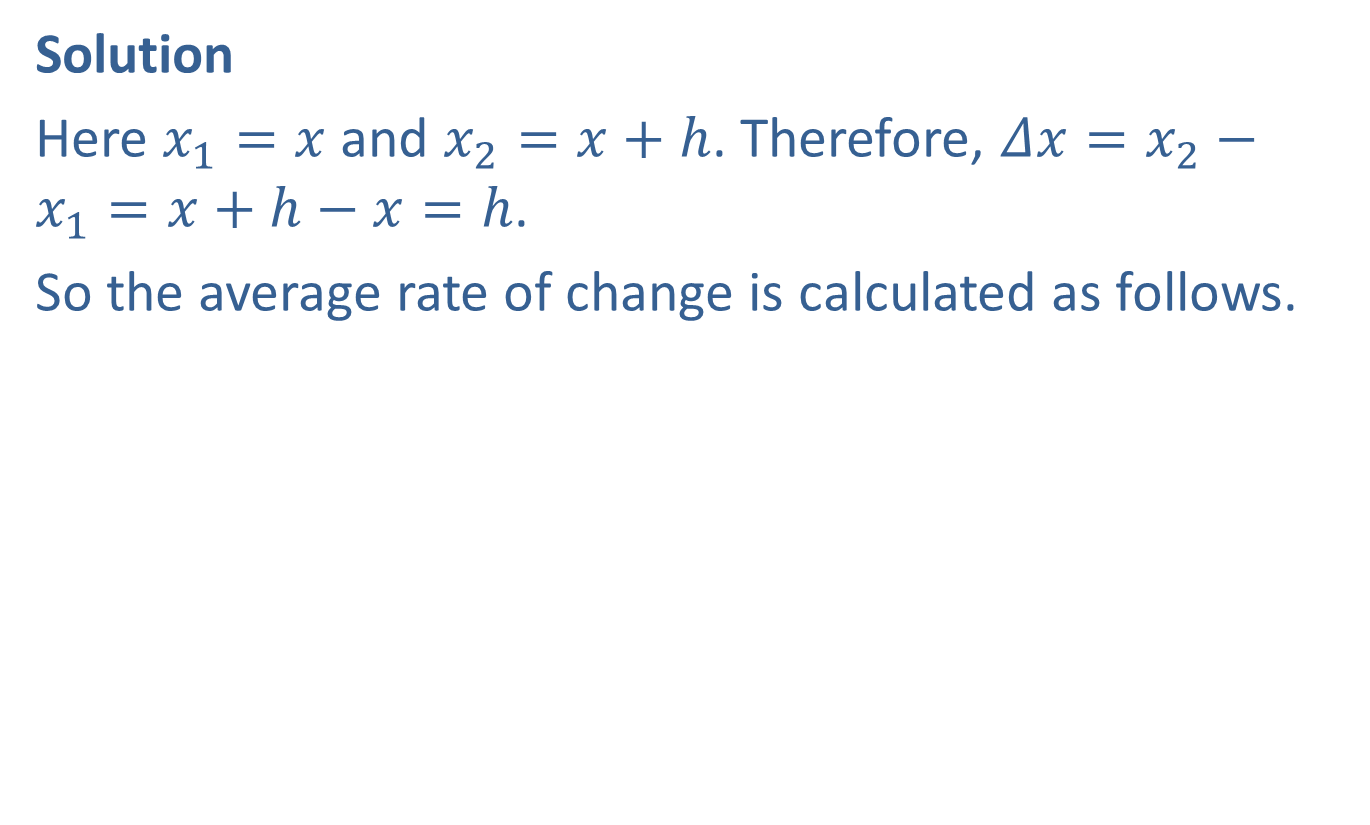 Solution
Here x₁ = x and x₂ = x + h. Therefore, Δx = x₂ −
x₁ = x + h − x = h.
So the average rate of change is calculated as follows.